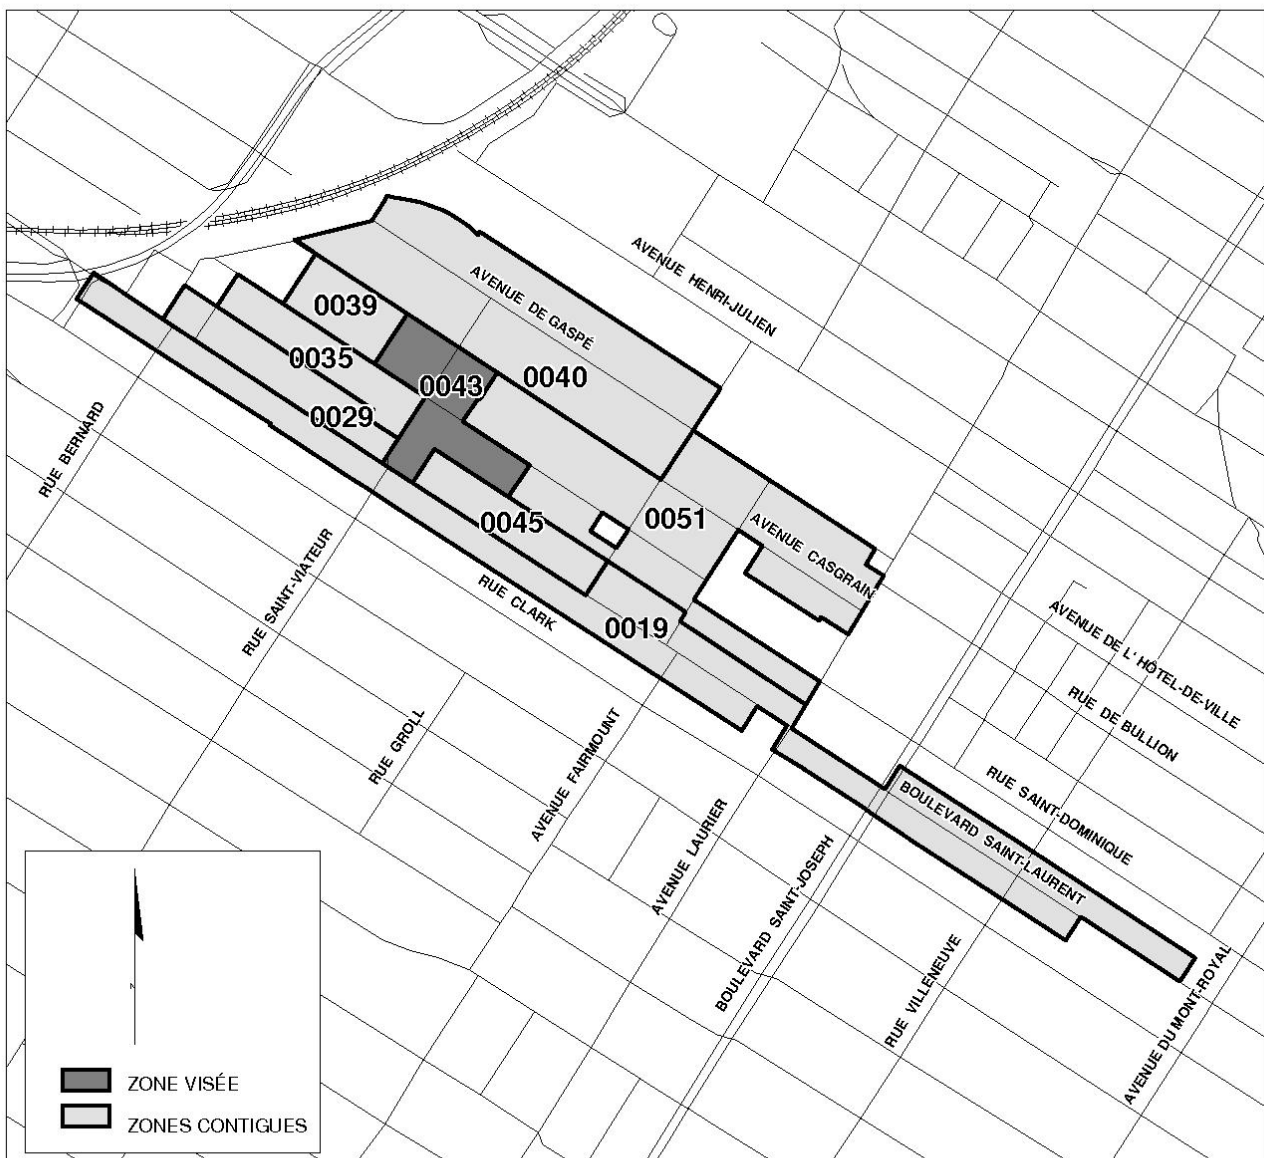 AVENUE HENRI-JULIEN
AVENUE DE GASPÉ
0039
0035
0043
0040
0029
RUE BERNARD
0045
0051
AVENUE CASGRAIN
RUE SAINT-VIATEUR
RUE CLARK
0019
AVENUE DE L'HÔTEL-DE-VILLE
RUE DE BULLION
RUE GROLL
AVENUE FAIRMOUNT
RUE SAINT-DOMINIQUE
AVENUE LAURIER
BOULEVARD SAINT-LAURENT
BOULEVARD SAINT-JOSEPH
RUE VILLENEUVE
AVENUE DU MONT-ROYAL
N
ZONE VISÉE
ZONES CONTIGUES